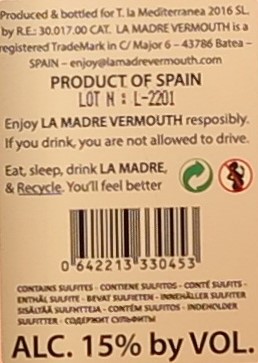 Produced & bottled for T. la Mediterranea 2016 SL.
by R.E.: 30.017.00 CAT. LA MADRE VERMOUTH is a
registered TradeMark in C/ Major 6 – 43786 Batea –
SPAIN – enjoy@lamadrevermouth.com
PRODUCT OF SPAIN
LOT N : L-2201
Enjoy LA MADRE VERMOUTH resposibly.
If you drink, you are not allowed to drive.
Eat, sleep, drink LA MADRE,
& Recycle. You'll feel better
0 642213 330453
CONTAINS SULFITES - CONTIENE SULFITOS - CONTÉ SULFITS -
ENTHÄL SULFITE - BEVAT SULFIETEN - INNEHÅLLER SULFITER
SISÄLTÄÄ SULFIITTEJA - CONTÉM SULFITOS - INDEHOLDER
SULFITTER - СОДЕРЖИТ СУЛЬФИТЫ
ALC. 15% by VOL.